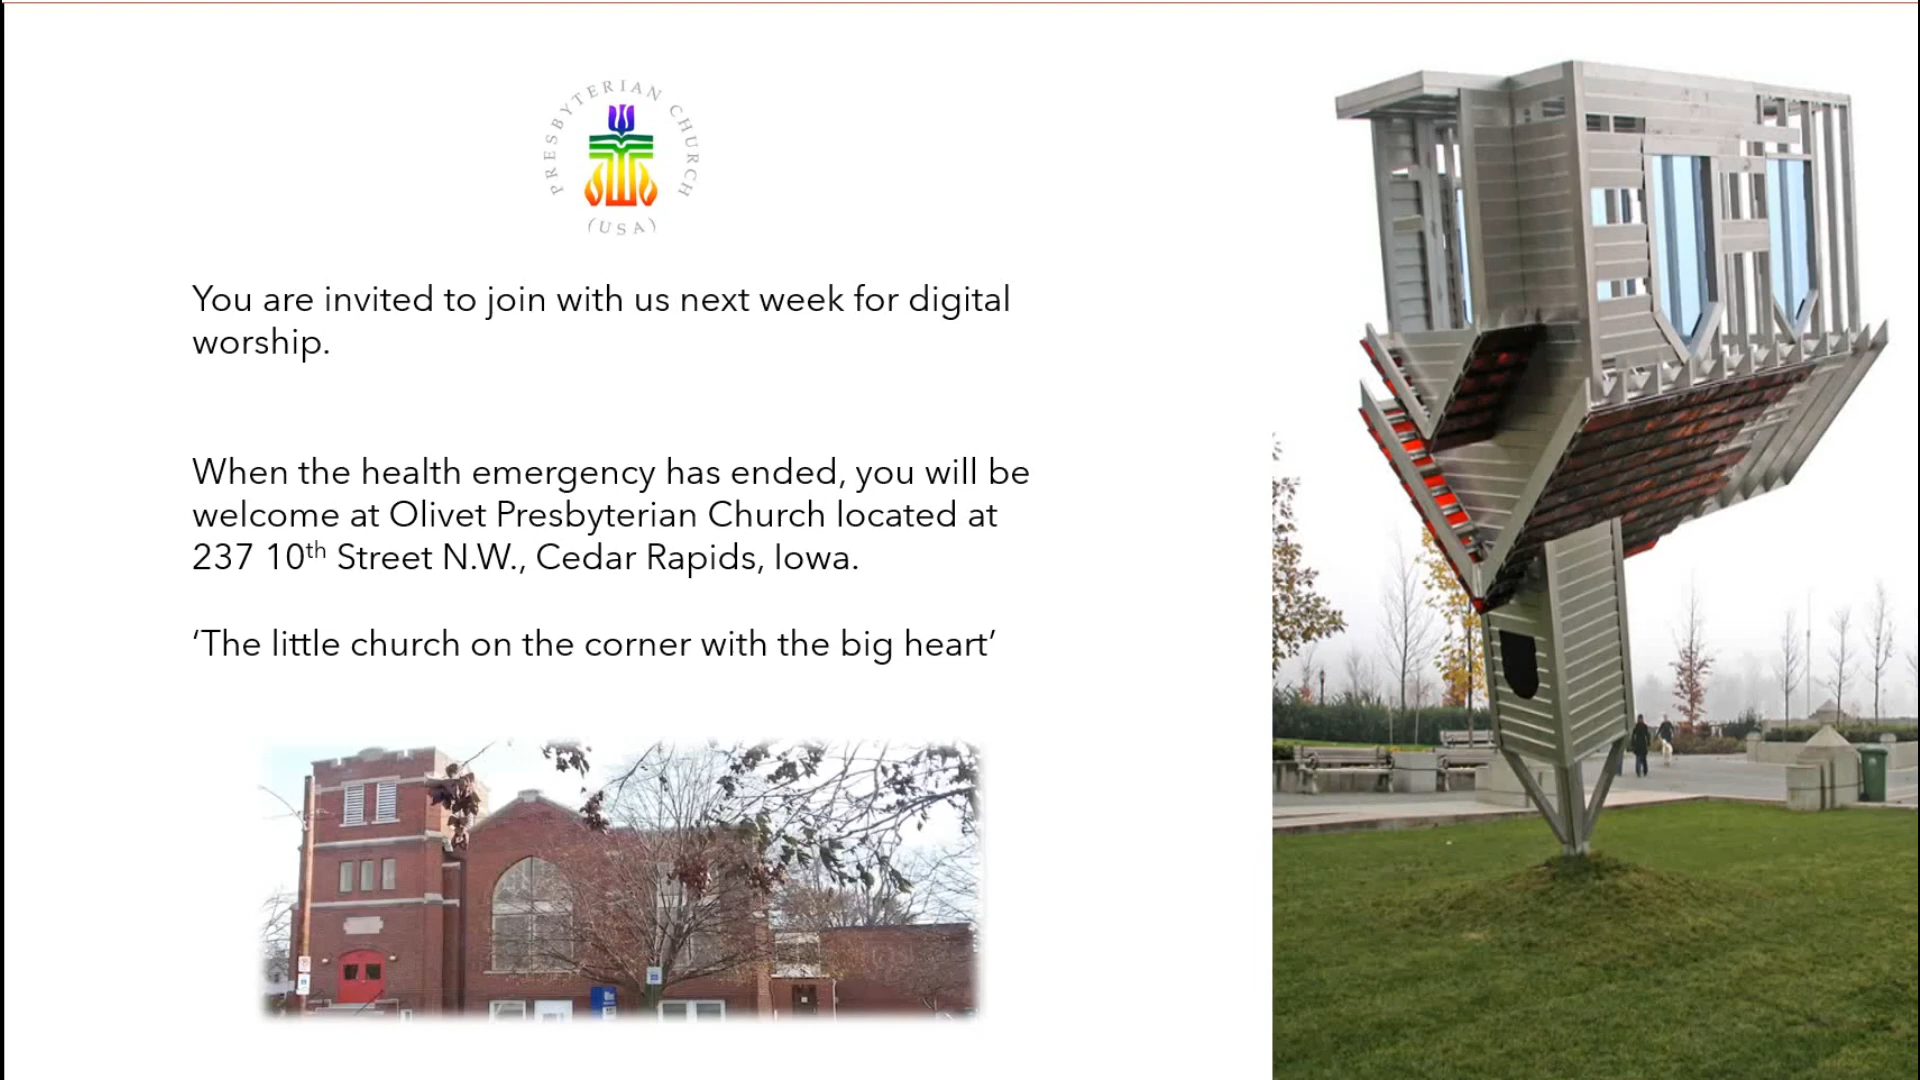 PRESBYTERIAN CHURCH
(USA)
You are invited to join with us next week for digital
worship.
When the health emergency has ended, you will be
welcome at Olivet Presbyterian Church located at
237 10th Street N.W., Cedar Rapids, Iowa.
‘The little church on the corner with the big heart’